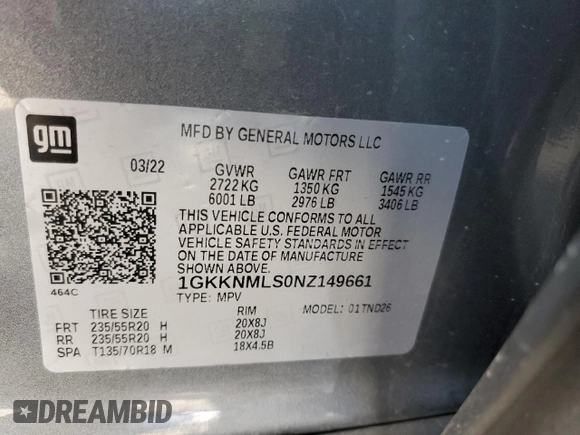 gm
MFD BY GENERAL MOTORS LLC
03/22 GVWR GAWR FRT GAWR RR
2722 KG 1350 KG 1545 KG
6001 LB 2976 LB 3406 LB
THIS VEHICLE CONFORMS TO ALL
APPLICABLE U.S. FEDERAL MOTOR
VEHICLE SAFETY STANDARDS IN EFFECT
ON THE DATE OF MANUFACTURE
SHOWN ABOVE.
464C
1GKKNMLS0NZ149661
TYPE: MPV MODEL: 01TND26
TIRE SIZE RIM
FRT 235/55R20 H 20X8J
RR 235/55R20 H 20X8J
SPA T135/70R18 M 18X4.5B
DREAMBID